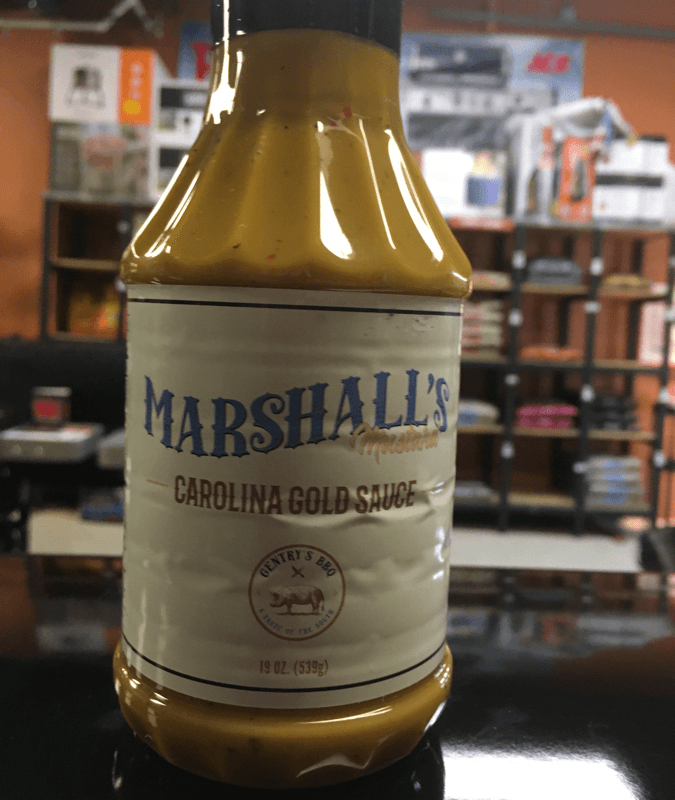 MARSHALL'S
Mustard
CAROLINA GOLD SAUCE
GENTRY'S BBQ
A TASTE OF THE SOUTH
19 OZ. (539g)